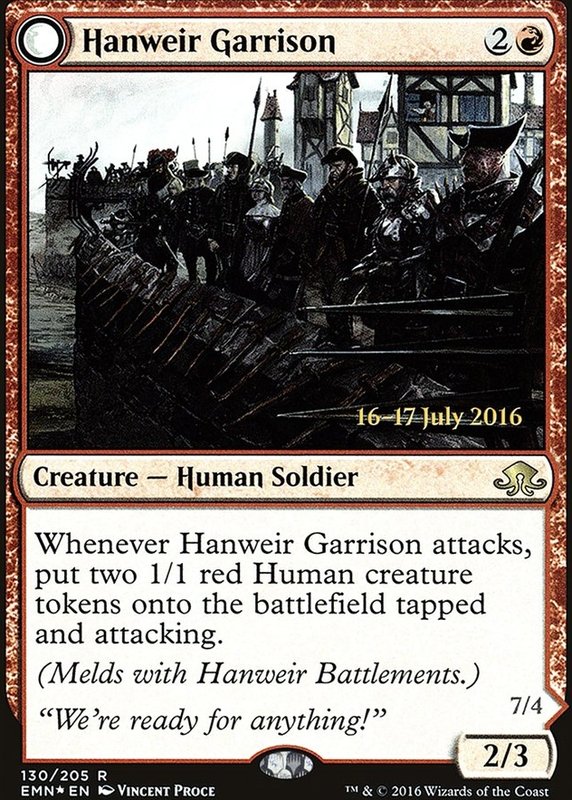 Hanweir Garrison 2
16–17 July 2016
Creature — Human Soldier
Whenever Hanweir Garrison attacks,
put two 1/1 red Human creature
tokens onto the battlefield tapped
and attacking.
(Melds with Hanweir Battlements.)
7/4
“We’re ready for anything!”
2/3
130/205 R
EMN★EN Vincent Proce
™ & © 2016 Wizards of the Coast